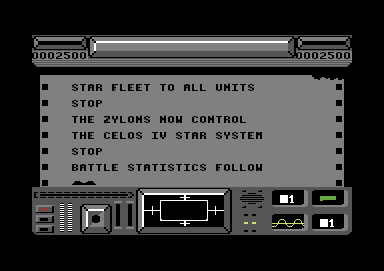 0002500 0002500
STAR FLEET TO ALL UNITS
STOP
THE ZYLONS NOW CONTROL
THE CELOS IV STAR SYSTEM
STOP
BATTLE STATISTICS FOLLOW
1
1